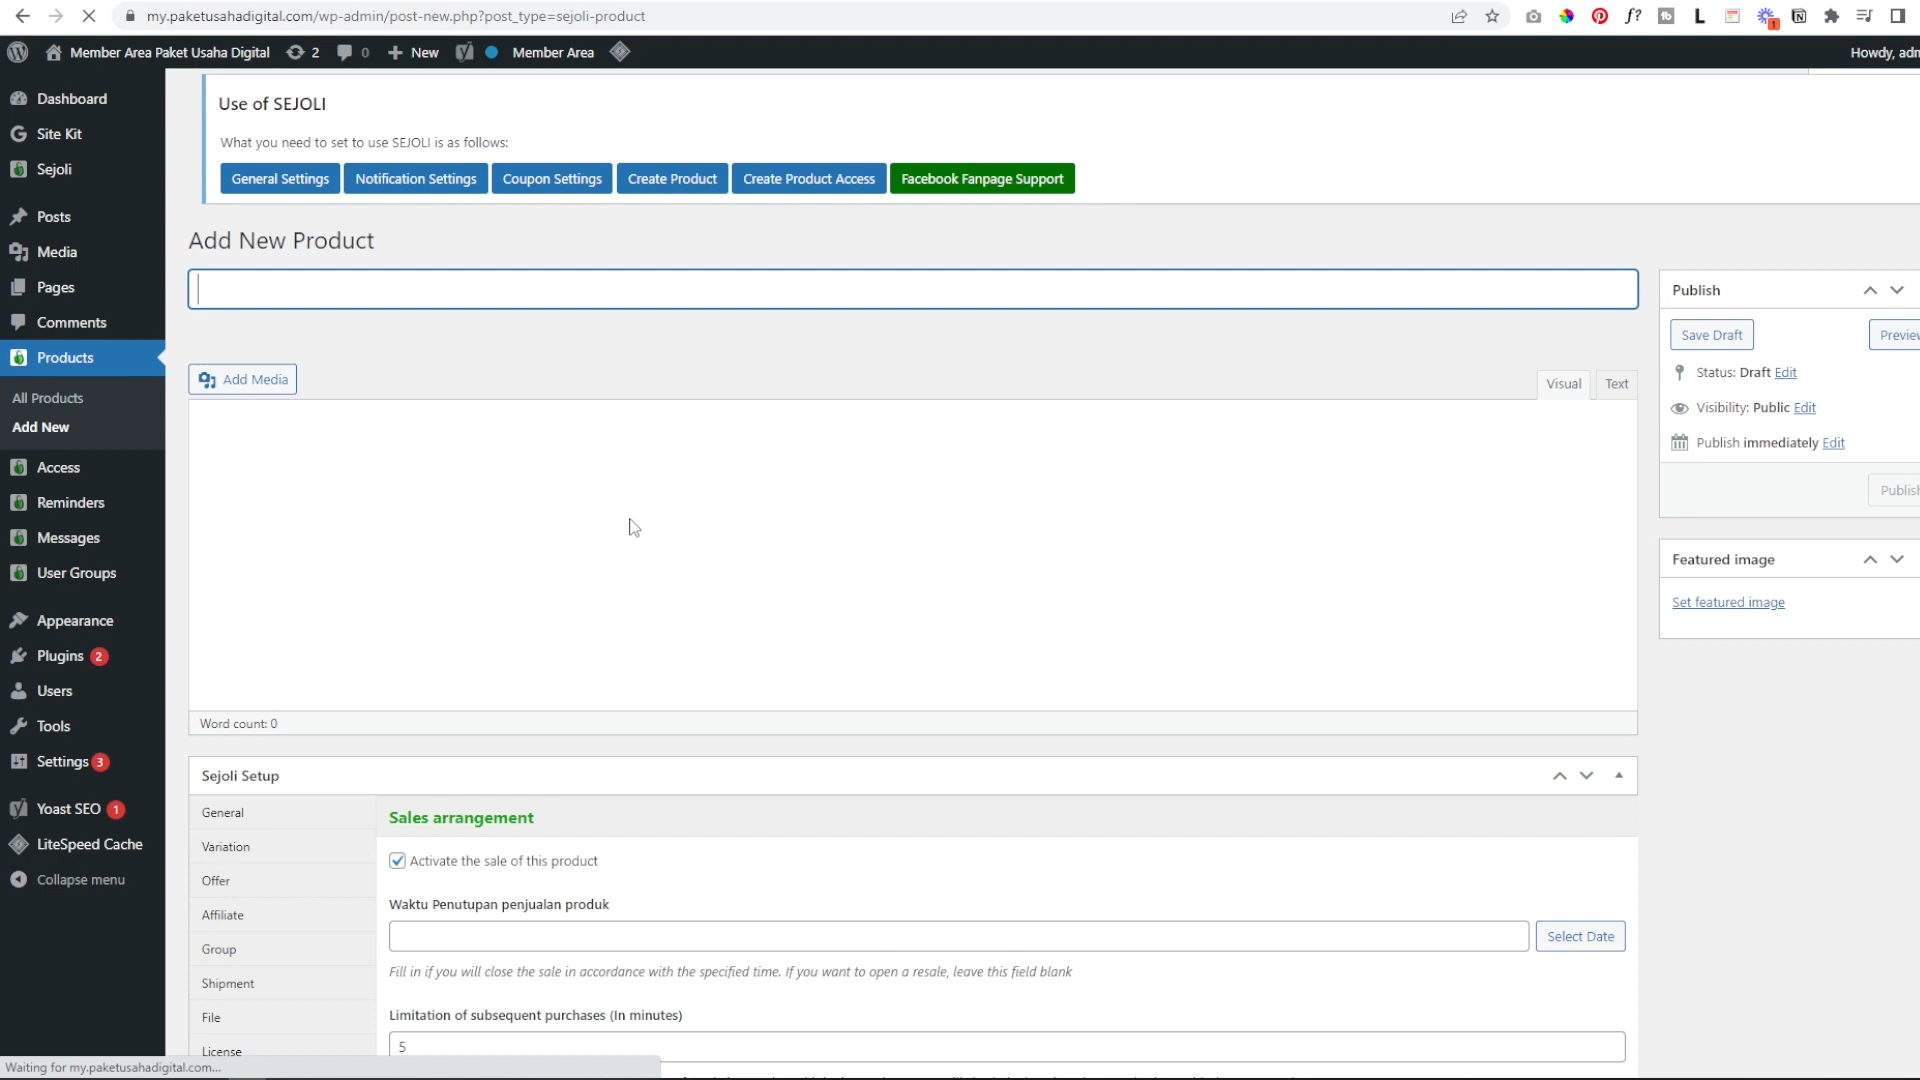 my.paketusahadigital.com/wp-admin/post-new.php?post_type=sejoli-product
Member Area Paket Usaha Digital 2 0 New Member Area Howdy, adm
Dashboard
Site Kit
Sejoli
Posts
Media
Pages
Comments
Products
All Products
Add New
Access
Reminders
Messages
User Groups
Appearance
Plugins 2
Users
Tools
Settings 3
Yoast SEO 1
LiteSpeed Cache
Collapse menu
Use of SEJOLI
What you need to set to use SEJOLI is as follows:
General Settings Notification Settings Coupon Settings Create Product Create Product Access Facebook Fanpage Support
Add New Product
Add Media
Visual Text
Word count: 0
Publish
Save Draft Preview
Status: Draft Edit
Visibility: Public Edit
Publish immediately Edit
Publish
Featured image
Set featured image
Sejoli Setup
General
Variation
Offer
Affiliate
Group
Shipment
File
License
Sales arrangement
Activate the sale of this product
Waktu Penutupan penjualan produk
Select Date
Fill in if you will close the sale in accordance with the specified time. If you want to open a resale, leave this field blank
Limitation of subsequent purchases (In minutes)
5
Waiting for my.paketusahadigital.com...